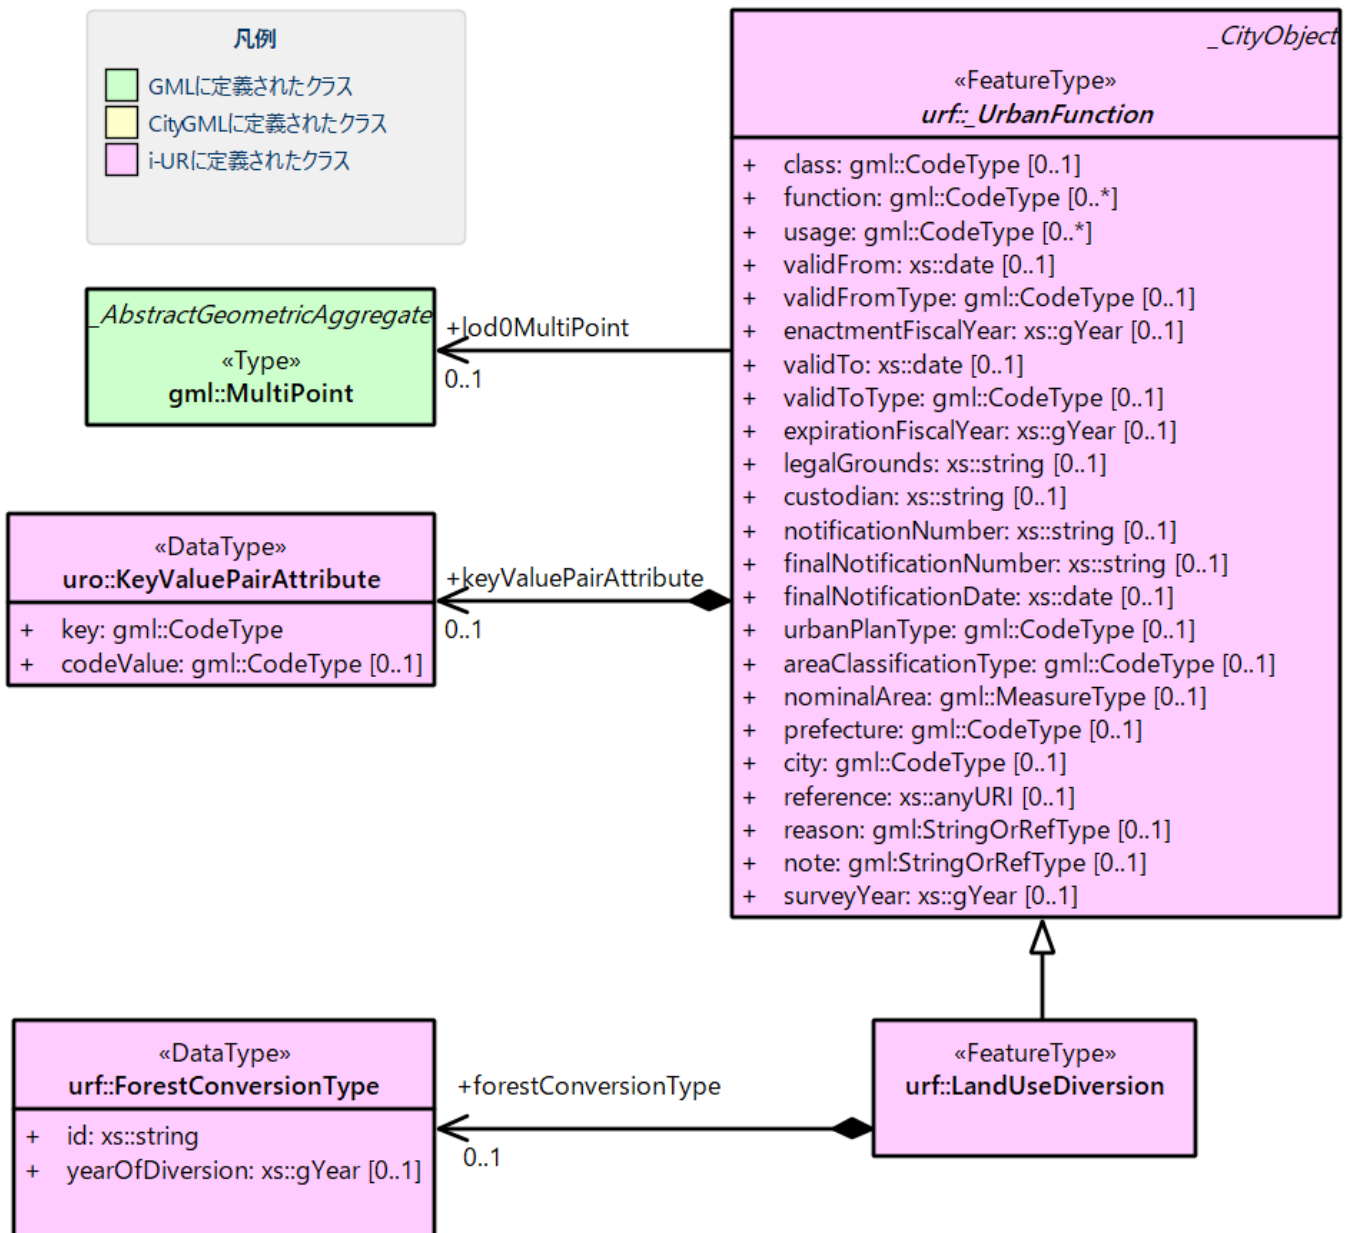 凡例
GMLに定義されたクラス
CityGMLに定義されたクラス
i-URに定義されたクラス
_CityObject
«FeatureType»
urf::_UrbanFunction
+ class: gml::CodeType [0..1]
+ function: gml::CodeType [0..*]
+ usage: gml::CodeType [0..*]
+ validFrom: xs::date [0..1]
+ validFromType: gml::CodeType [0..1]
+ enactmentFiscalYear: xs::gYear [0..1]
+ validTo: xs::date [0..1]
+ validToType: gml::CodeType [0..1]
+ expirationFiscalYear: xs::gYear [0..1]
+ legalGrounds: xs::string [0..1]
+ custodian: xs::string [0..1]
+ notificationNumber: xs::string [0..1]
+ finalNotificationNumber: xs::string [0..1]
+ finalNotificationDate: xs::date [0..1]
+ urbanPlanType: gml::CodeType [0..1]
+ areaClassificationType: gml::CodeType [0..1]
+ nominalArea: gml::MeasureType [0..1]
+ prefecture: gml::CodeType [0..1]
+ city: gml::CodeType [0..1]
+ reference: xs::anyURI [0..1]
+ reason: gml:StringOrRefType [0..1]
+ note: gml:StringOrRefType [0..1]
+ surveyYear: xs::gYear [0..1]
_AbstractGeometricAggregate
«Type»
gml::MultiPoint
+lod0MultiPoint
0..1
«DataType»
uro::KeyValuePairAttribute
+ key: gml::CodeType
+ codeValue: gml::CodeType [0..1]
+keyValuePairAttribute
0..1
«DataType»
urf::ForestConversionType
+ id: xs::string
+ yearOfDiversion: xs::gYear [0..1]
+forestConversionType
0..1
«FeatureType»
urf::LandUseDiversion